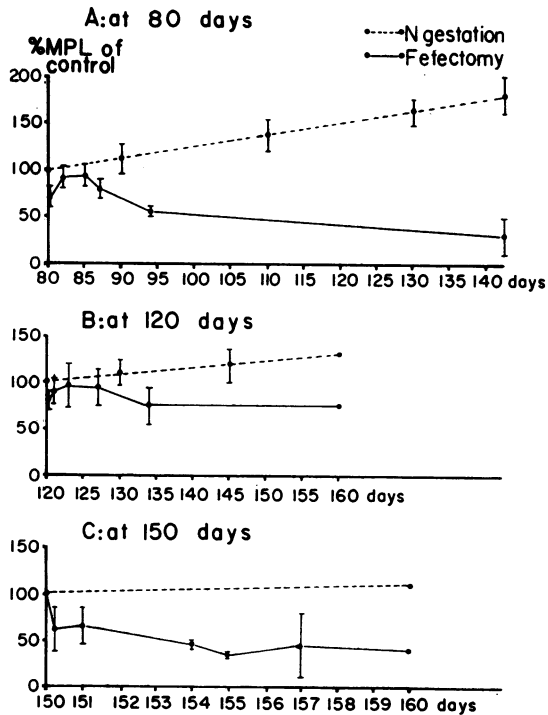 A: at 80 days
%MPL of
control
N gestation
Fefectomy
200
150
100
50
0
80 85 90 95 100 105 110 115 120 125 130 135 140 days
B: at 120 days
150
100
50
0
120 125 130 135 140 145 150 155 160 days
C: at 150 days
150
100
50
0
150 151 152 153 154 155 156 157 158 159 160 days